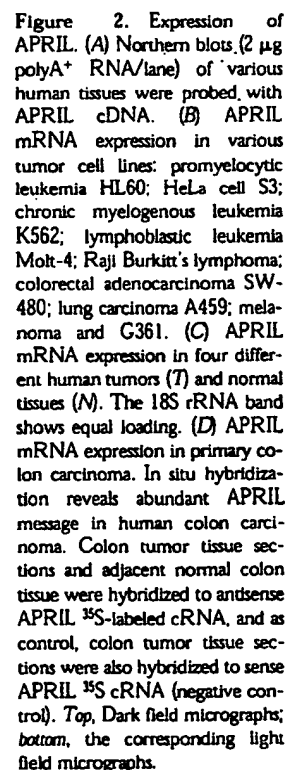 Figure 2. Expression of
APRIL. (A) Northern blots (2 μg
polyA⁺ RNA/lane) of various
human tissues were probed with
APRIL cDNA. (B) APRIL
mRNA expression in various
tumor cell lines: promyelocytic
leukemia HL60; HeLa cell S3;
chronic myelogenous leukemia
K562; lymphoblastic leukemia
Molt-4; Raji Burkitt's lymphoma;
colorectal adenocarcinoma SW-
480; lung carcinoma A459; mela-
noma and G361. (C) APRIL
mRNA expression in four differ-
ent human tumors (T) and normal
tissues (N). The 18S rRNA band
shows equal loading. (D) APRIL
mRNA expression in primary co-
lon carcinoma. In situ hybridiza-
tion reveals abundant APRIL
message in human colon carci-
noma. Colon tumor tissue sec-
tions and adjacent normal colon
tissue were hybridized to antisense
APRIL ³⁵S-labeled cRNA, and as
control, colon tumor tissue sec-
tions were also hybridized to sense
APRIL ³⁵S cRNA (negative con-
trol). Top, Dark field micrographs;
bottom, the corresponding light
field micrographs.